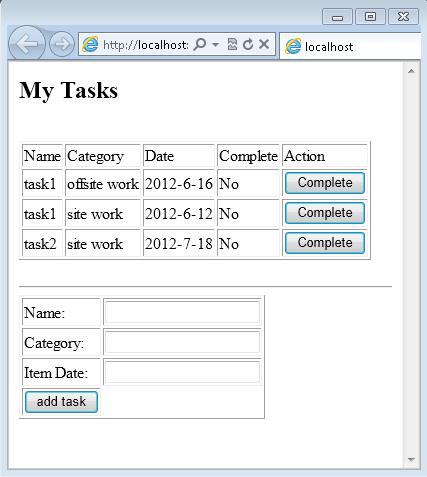 http://localhost:
localhost
My Tasks
Name Category Date Complete Action
task1 offsite work 2012-6-16 No Complete
task1 site work 2012-6-12 No Complete
task2 site work 2012-7-18 No Complete
Name:
Category:
Item Date:
add task